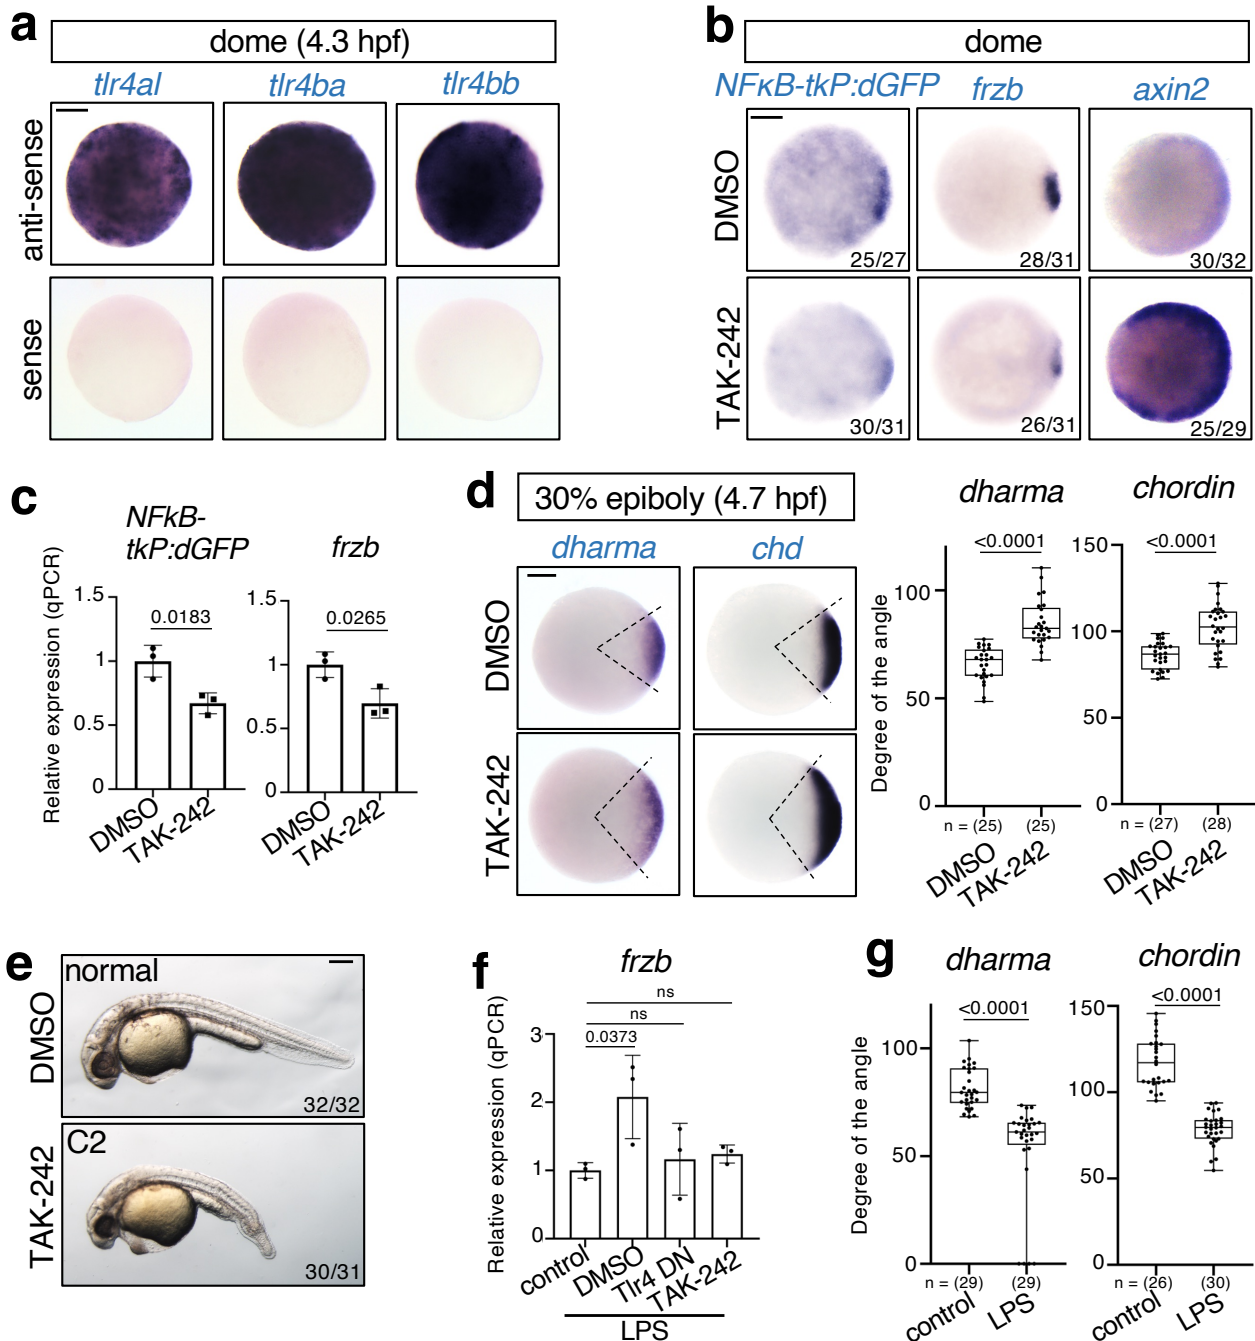 a
dome (4.3 hpf)
tlr4al tlr4ba tlr4bb
anti-sense
sense
b
dome
NFκB-tkP:dGFP frzb axin2
DMSO
25/27 28/31 30/32
TAK-242
30/31 26/31 25/29
c
NFkB-
tkP:dGFP
frzb
Relative expression (qPCR)
1.5
1
0.5
0
0.0183
DMSO
TAK-242
1.5
1
0.5
0
0.0265
DMSO
TAK-242
d
30% epiboly (4.7 hpf)
dharma chd
DMSO
TAK-242
dharma
Degree of the angle
100
50
0
<0.0001
n = (25) (25)
DMSO
TAK-242
chordin
150
100
50
0
<0.0001
n = (27) (28)
DMSO
TAK-242
e
normal
DMSO
32/32
C2
TAK-242
30/31
f
frzb
Relative expression (qPCR)
3
2
1
0
ns
ns
0.0373
control
DMSO
Tlr4 DN
TAK-242
LPS
g
dharma
Degree of the angle
100
50
0
<0.0001
n = (29) (29)
control
LPS
chordin
150
100
50
0
<0.0001
n = (26) (30)
control
LPS